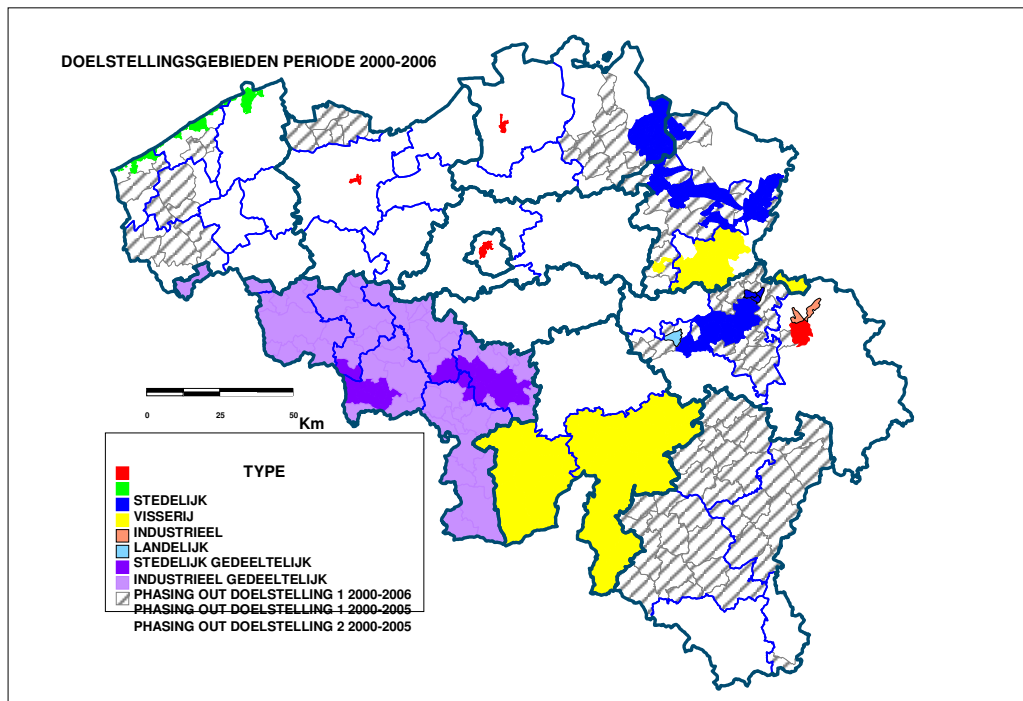 DOELSTELLINGSGEBIEDEN PERIODE 2000-2006
0 25 50
Km
TYPE
STEDELIJK
VISSERIJ
INDUSTRIEEL
LANDELIJK
STEDELIJK GEDEELTELIJK
INDUSTRIEEL GEDEELTELIJK
PHASING OUT DOELSTELLING 1 2000-2006
PHASING OUT DOELSTELLING 1 2000-2005
PHASING OUT DOELSTELLING 2 2000-2005